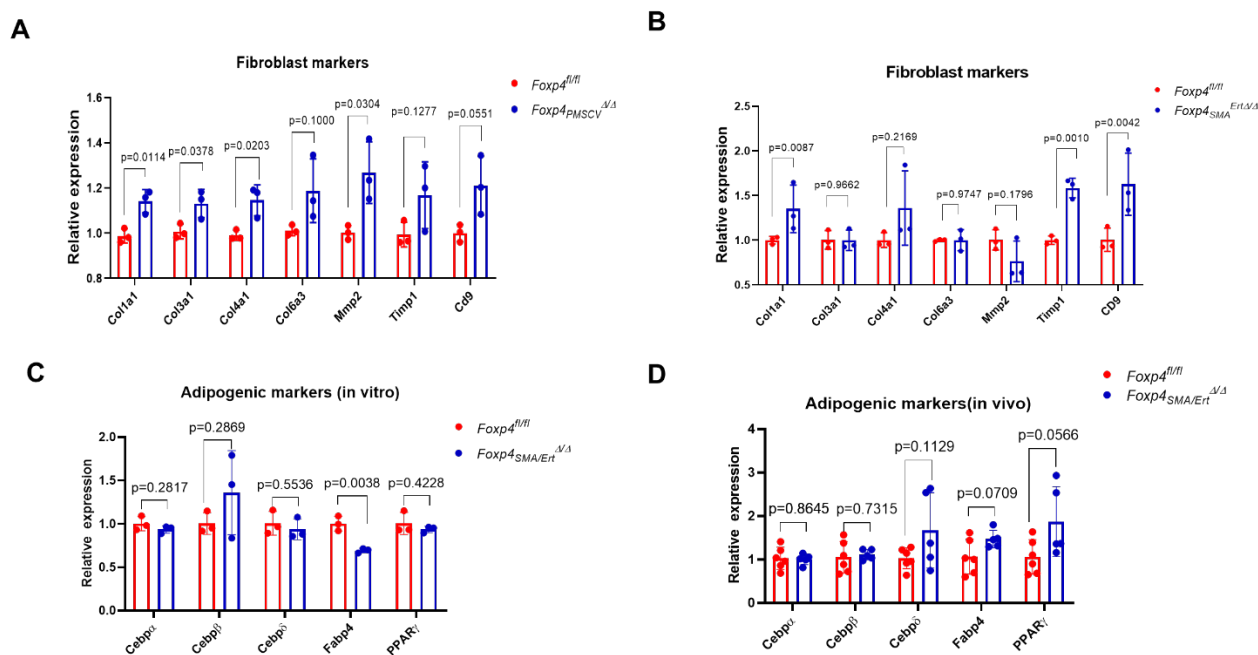 A
Fibroblast markers
Foxp4fl/fl
Foxp4PMSCVΔ/Δ
Relative expression
1.6
1.4
1.2
1.0
0.8
p=0.0114
p=0.0378
p=0.0203
p=0.1000
p=0.0304
p=0.1277
p=0.0551
Col1a1
Col3a1
Col4a1
Col6a3
Mmp2
Timp1
Cd9
B
Fibroblast markers
Foxp4fl/fl
Foxp4SMAErtΔ/Δ
Relative expression
2.5
2.0
1.5
1.0
0.5
p=0.0087
p=0.9662
p=0.2169
p=0.9747
p=0.1796
p=0.0010
p=0.0042
Col1a1
Col3a1
Col4a1
Col6a3
Mmp2
Timp1
CD9
C
Adipogenic markers (in vitro)
Foxp4fl/fl
Foxp4SMA/ErtΔ/Δ
Relative expression
2.0
1.5
1.0
0.5
0.0
p=0.2817
p=0.2869
p=0.5536
p=0.0038
p=0.4228
Cebpα
Cebpβ
Cebpδ
Fabp4
PPARγ
D
Adipogenic markers(in vivo)
Foxp4fl/fl
Foxp4SMA/ErtΔ/Δ
Relative expression
4
3
2
1
0
p=0.8645
p=0.7315
p=0.1129
p=0.0709
p=0.0566
Cebpα
Cebpβ
Cebpδ
Fabp4
PPARγ